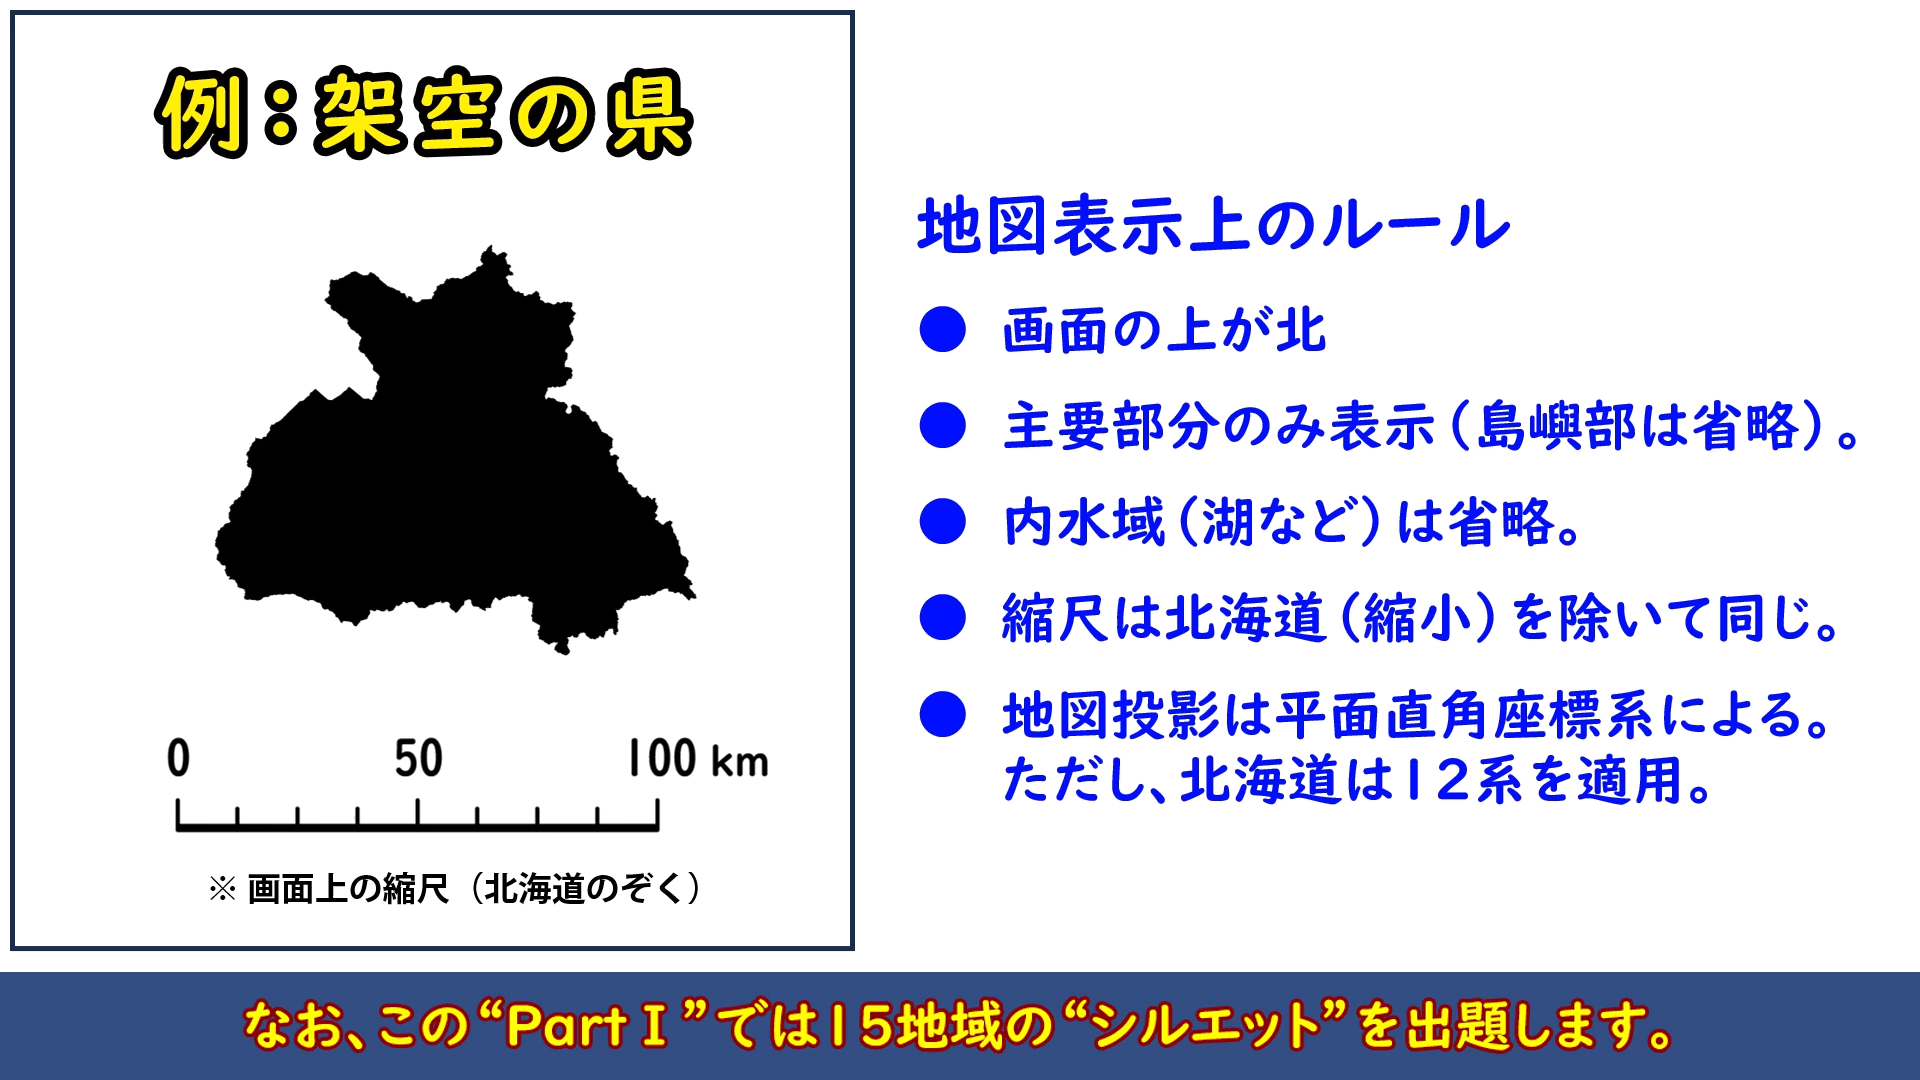 例：架空の県
0 50 100 km
※ 画面上の縮尺（北海道のぞく）
地図表示上のルール
● 画面の上が北
● 主要部分のみ表示（島嶼部は省略）。
● 内水域（湖など）は省略。
● 縮尺は北海道（縮小）を除いて同じ。
● 地図投影は平面直角座標系による。
ただし、北海道は12系を適用。
なお、この“Part Ⅰ”では15地域の“シルエット”を出題します。